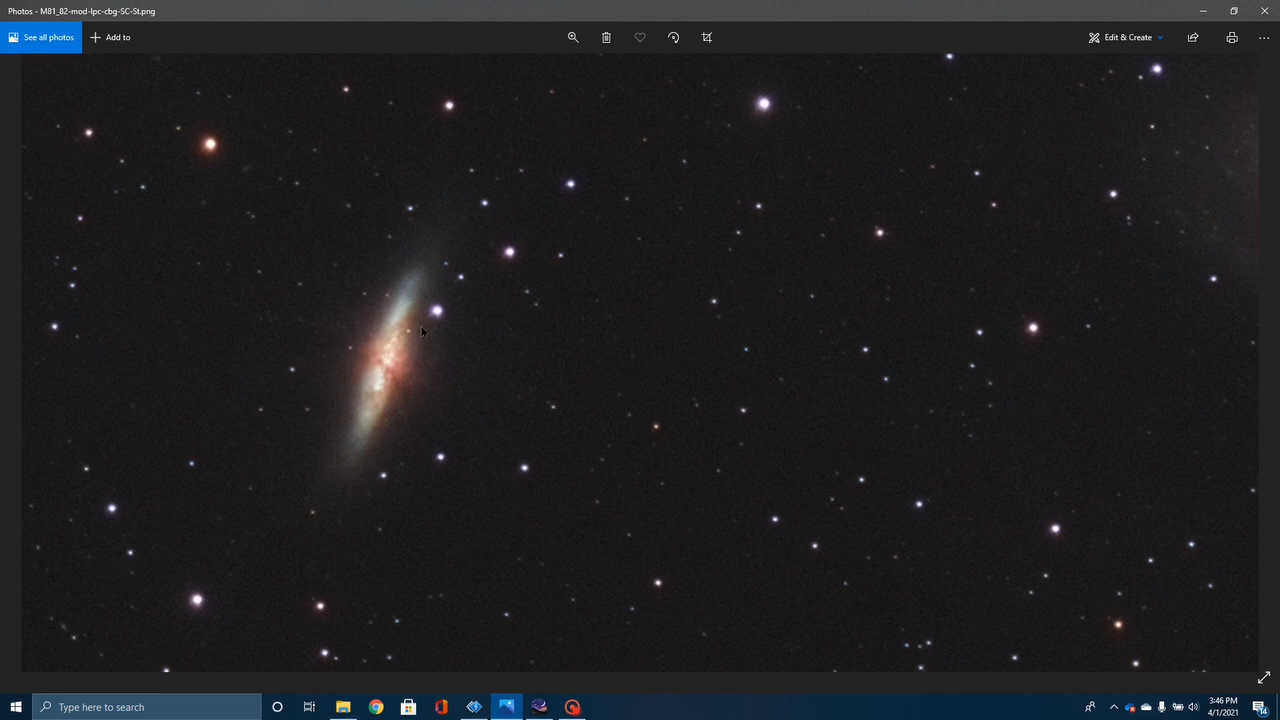 Photos - M81_82-mod-lpc-cbg-SC-St.png
See all photos
Add to
Edit & Create
Type here to search
3:46 PM
4/1/2021
14